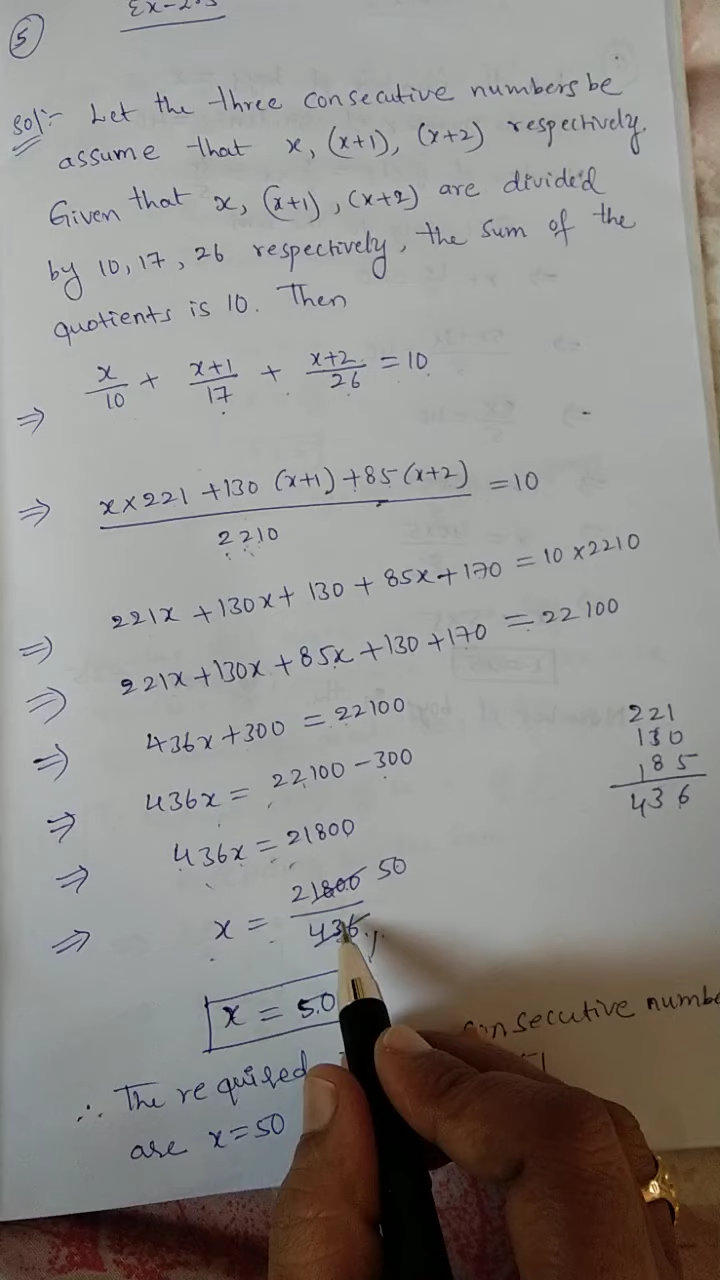 5
Sol:- Let the three consecutive numbers be
assume that x, (x+1), (x+2) respectively.
Given that x, (x+1), (x+2) are divided
by 10, 17, 26 respectively, the sum of the
quotients is 10. Then
⇒ x/10 + x+1/17 + x+2/26 = 10
⇒ x×221 +130 (x+1) +85 (x+2) / 2210 = 10
⇒ 221x +130x + 130 + 85x + 170 = 10 ×2210
⇒ 221x +130x + 85x +130 +170 = 22100
⇒ 436x +300 = 22100
⇒ 436x = 22100 -300
⇒ 436x = 21800
⇒ x = 21800/436 50
x = 50
221
130
185
436
∴ The required consecutive numbe
are x=50